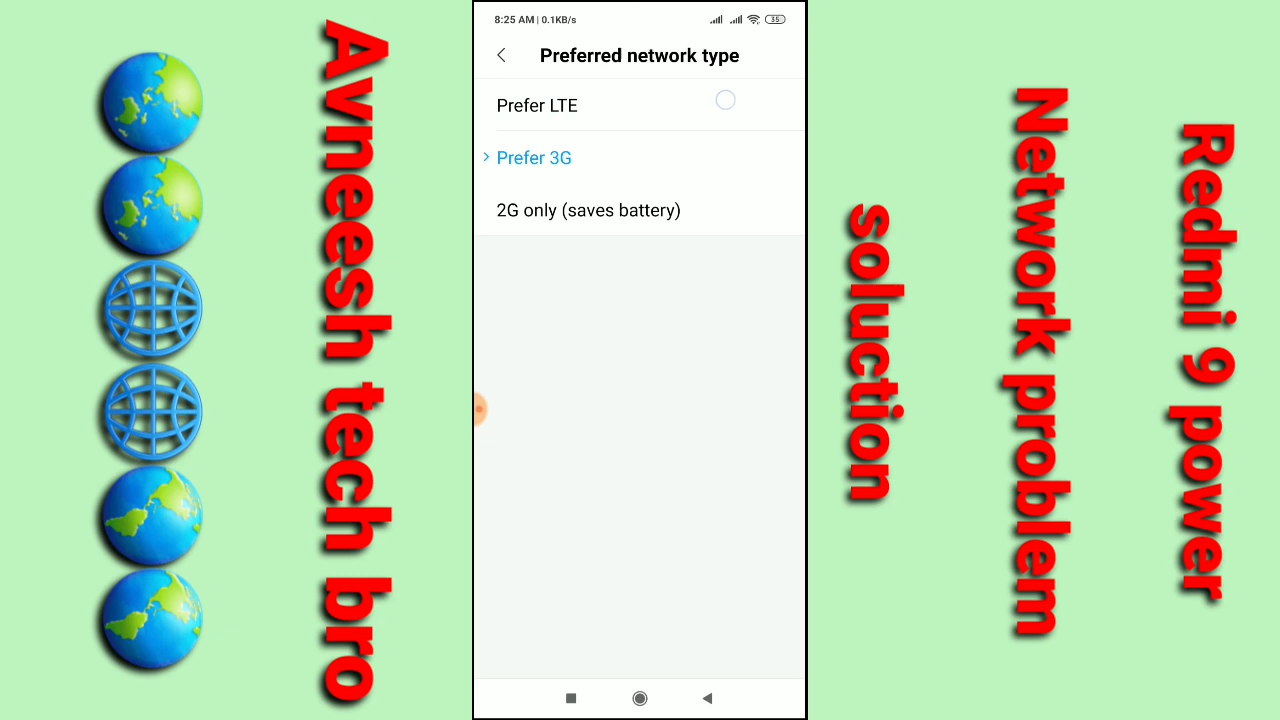 Avneesh tech bro
8:25 AM | 0.1KB/s
35
Preferred network type
Prefer LTE
Prefer 3G
2G only (saves battery)
Redmi 9 power
Network problem
soluction